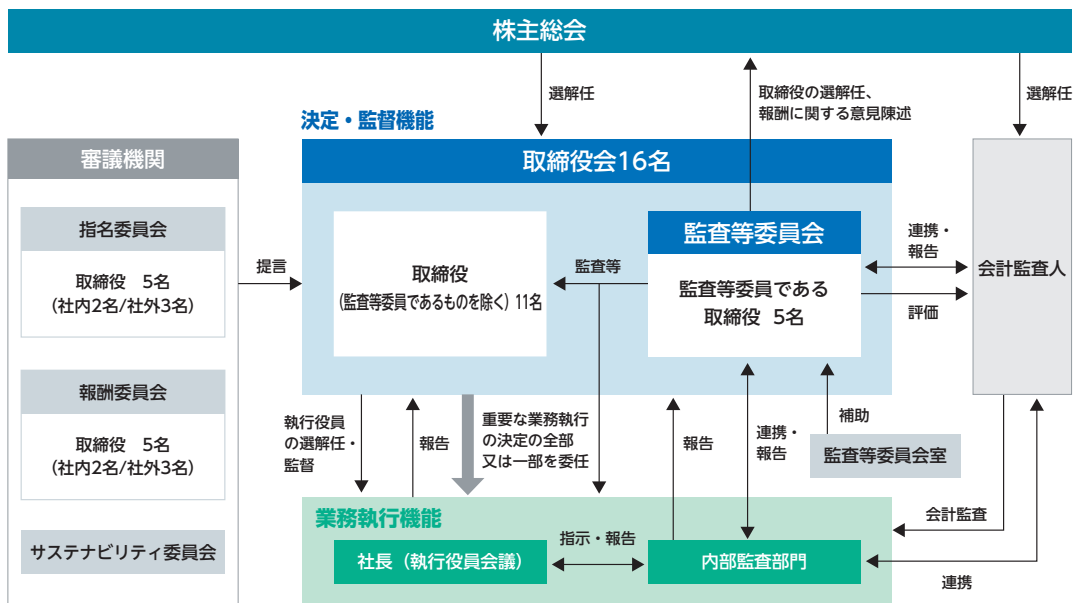 株主総会
選解任
取締役の選解任、
報酬に関する意見陳述
選解任
決定・監督機能
審議機関
指名委員会
取締役 5名
(社内2名/社外3名)
報酬委員会
取締役 5名
(社内2名/社外3名)
サステナビリティ委員会
提言
取締役会16名
取締役
(監査等委員であるものを除く) 11名
監査等
監査等委員会
監査等委員である
取締役 5名
連携・
報告
評価
会計監査人
執行役員
の選解任・
監督
報告
重要な業務執行
の決定の全部
又は一部を委任
報告
連携・
報告
補助
監査等委員会室
業務執行機能
社長（執行役員会議）
指示・報告
内部監査部門
会計監査
連携